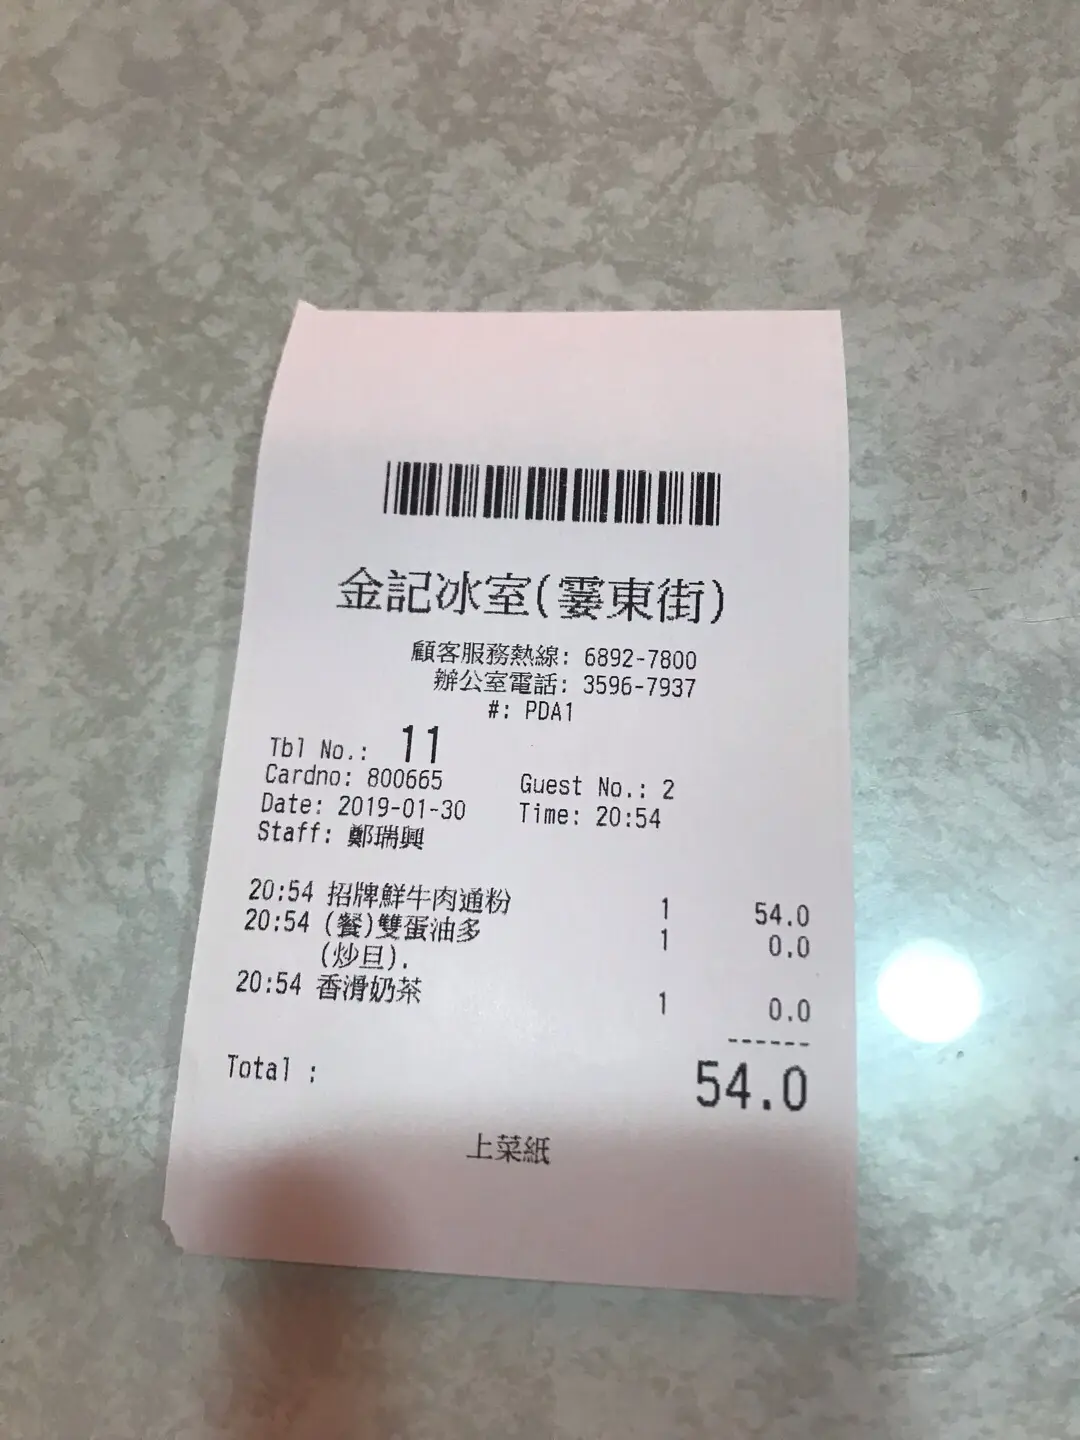 金記冰室(霎東街)
顧客服務熱線: 6892-7800
辦公室電話: 3596-7937
#: PDA1
Tbl No.: 11
Cardno: 800665 Guest No.: 2
Date: 2019-01-30 Time: 20:54
Staff: 鄭瑞興
20:54 招牌鮮牛肉通粉 1 54.0
20:54 (餐)雙蛋油多 1 0.0
(炒旦).
20:54 香滑奶茶 1 0.0
------
Total : 54.0
上菜紙